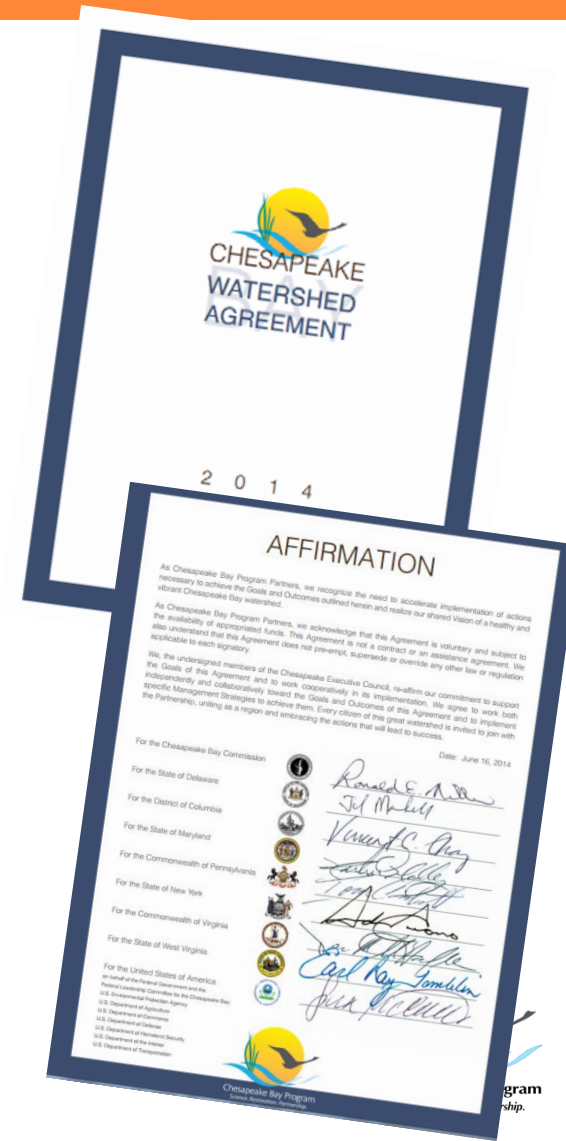 CHESAPEAKE
BAY
WATERSHED
AGREEMENT
2 0 1 4
AFFIRMATION
As Chesapeake Bay Program Partners, we recognize the need to accelerate implementation of actions
necessary to achieve the Goals and Outcomes outlined herein and realize our shared Vision of a healthy and
vibrant Chesapeake Bay watershed.
As Chesapeake Bay Program Partners, we acknowledge that this Agreement is voluntary and subject to
the availability of appropriated funds. This Agreement is not a contract or an assistance agreement. We
also understand that this Agreement does not pre-empt, supersede or override any other law or regulation
applicable to each signatory.
We, the undersigned members of the Chesapeake Executive Council, re-affirm our commitment to support
the Goals of this Agreement and to work cooperatively in its implementation. We agree to work both
independently and collaboratively toward the Goals and Outcomes of this Agreement and to implement
specific Management Strategies to achieve them. Every citizen of this great watershed is invited to join with
the Partnership, uniting as a region and embracing the actions that will lead to success.
Date: June 16, 2014
For the Chesapeake Bay Commission
Ronald E. Miller
For the State of Delaware
Jack Markell
For the District of Columbia
Vincent C. Gray
For the State of Maryland
For the Commonwealth of Pennsylvania
Tom Corbett
For the State of New York
For the Commonwealth of Virginia
For the State of West Virginia
Earl Ray Tomblin
For the United States of America
on behalf of the Federal Government and the
Federal Leadership Committee for the Chesapeake Bay:
U.S. Environmental Protection Agency
U.S. Department of Agriculture
U.S. Department of Commerce
U.S. Department of Defense
U.S. Department of Homeland Security
U.S. Department of the Interior
U.S. Department of Transportation
Chesapeake Bay Program
Science. Restoration. Partnership.
gram
rship.